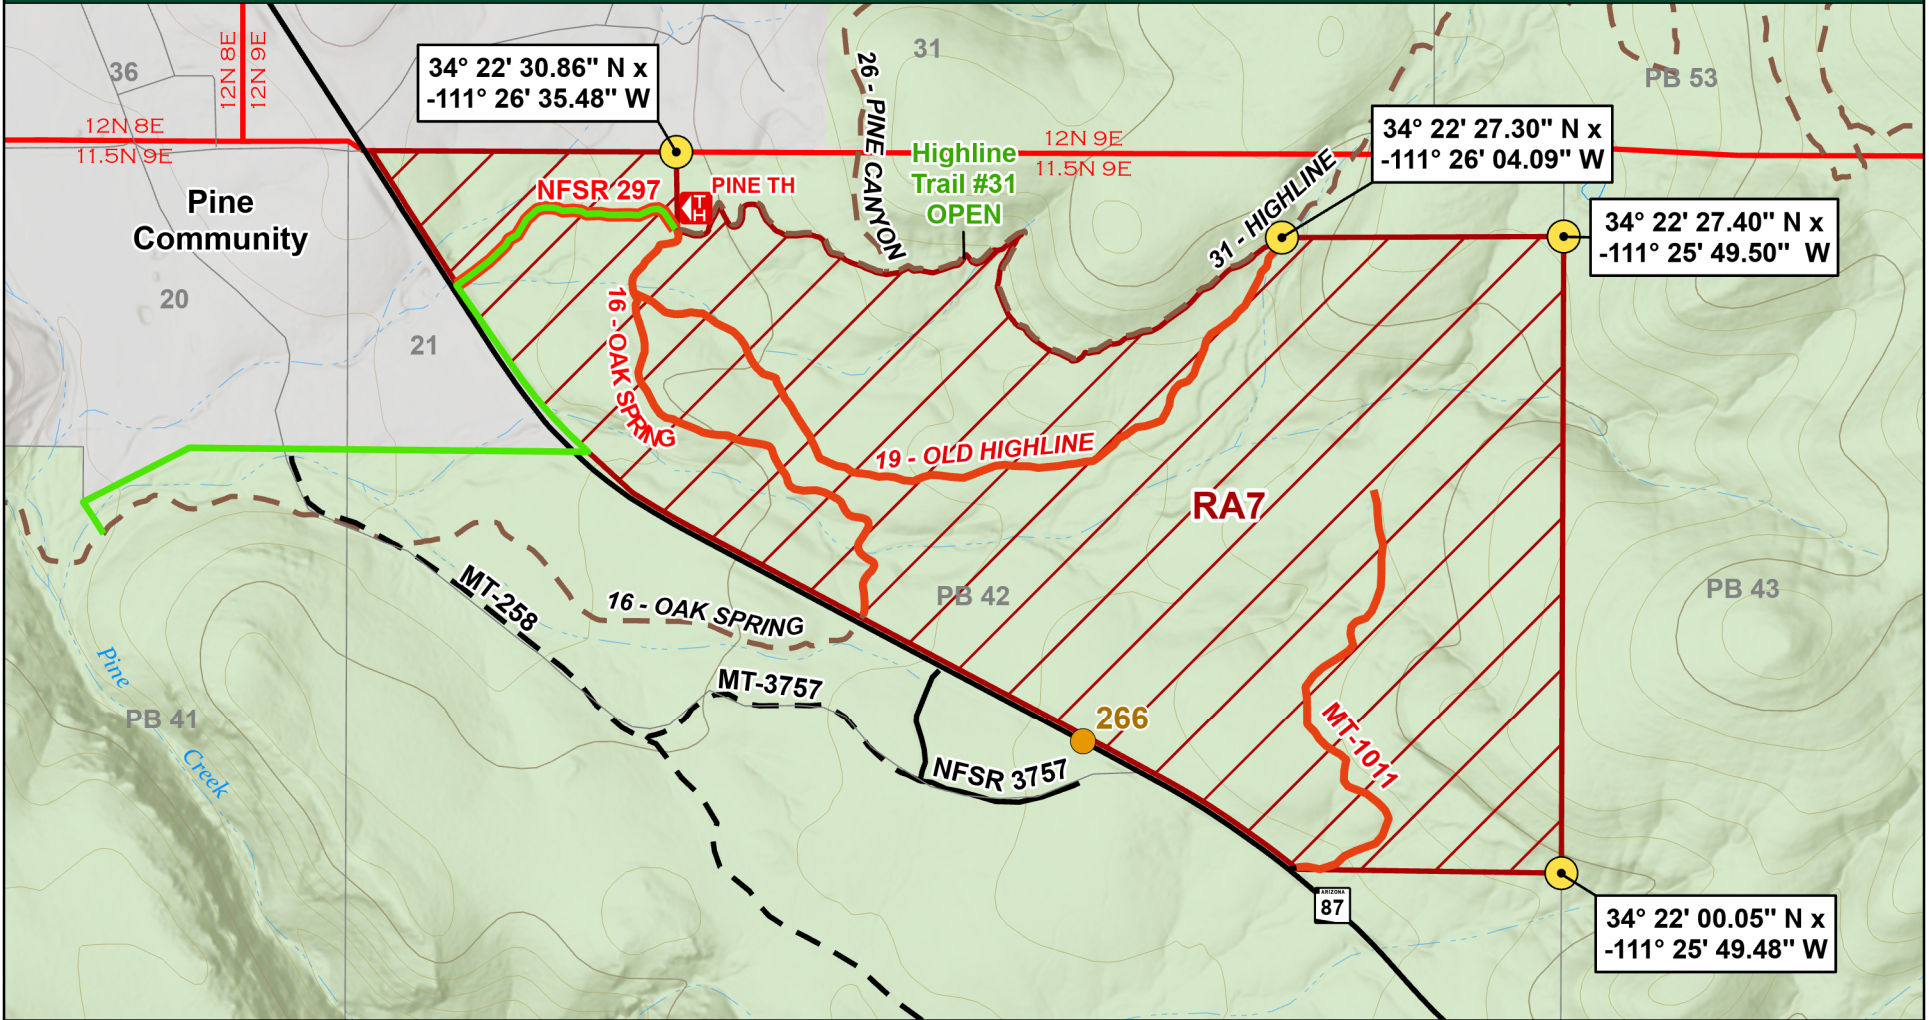 36
12N 8E
12N 9E
31
PB 53
34° 22' 30.86" N x
-111° 26' 35.48" W
26 - PINE CANYON
34° 22' 27.30" N x
-111° 26' 04.09" W
12N 8E
11.5N 9E
12N 9E
11.5N 9E
Highline
Trail #31
OPEN
Pine
Community
NFSR 297
PINE TH
TH
31 - HIGHLINE
34° 22' 27.40" N x
-111° 25' 49.50" W
20
21
16 - OAK SPRING
19 - OLD HIGHLINE
RA7
MT-258
16 - OAK SPRING
PB 42
PB 43
Pine
Creek
PB 41
MT-3757
266
MT-1011
NFSR 3757
ARIZONA
87
34° 22' 00.05" N x
-111° 25' 49.48" W